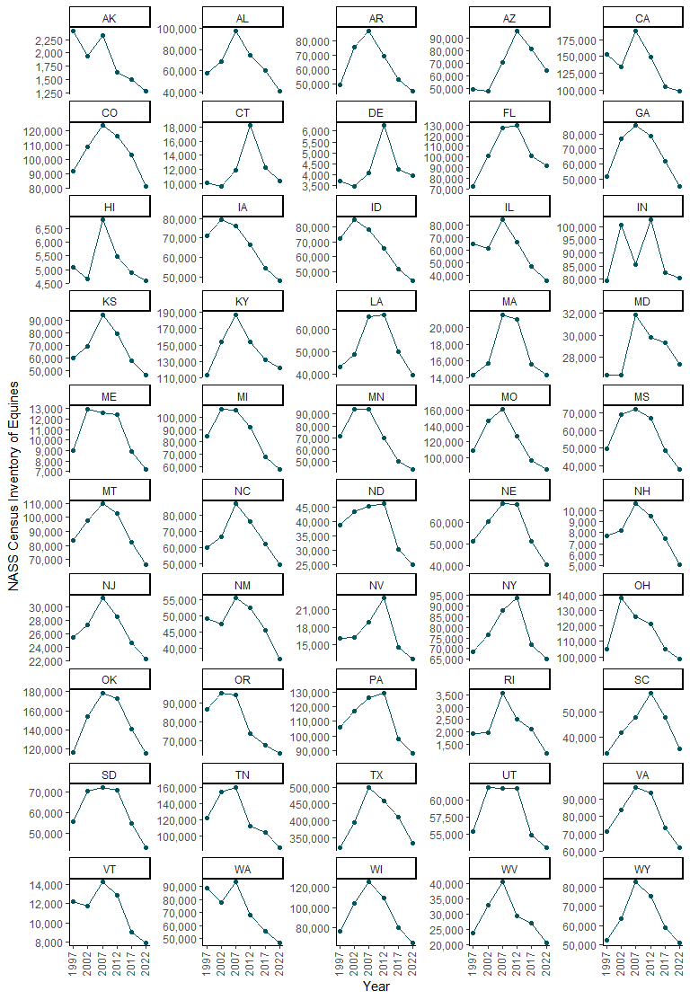 AK AL AR AZ CA
2,250 2,000 1,750 1,500 1,250
100,000 80,000 60,000 40,000
80,000 70,000 60,000 50,000
90,000 80,000 70,000 60,000 50,000
175,000 150,000 125,000 100,000
CO CT DE FL GA
120,000 110,000 100,000 90,000 80,000
18,000 16,000 14,000 12,000 10,000
6,000 5,500 5,000 4,500 4,000 3,500
130,000 120,000 110,000 100,000 90,000 80,000 70,000
80,000 70,000 60,000 50,000
HI IA ID IL IN
6,500 6,000 5,500 5,000 4,500
80,000 70,000 60,000 50,000
80,000 70,000 60,000 50,000
80,000 70,000 60,000 50,000 40,000
100,000 95,000 90,000 85,000 80,000
KS KY LA MA MD
90,000 80,000 70,000 60,000 50,000
190,000 170,000 150,000 130,000 110,000
60,000 50,000 40,000
20,000 18,000 16,000 14,000
32,000 30,000 28,000
ME MI MN MO MS
13,000 12,000 11,000 10,000 9,000 8,000 7,000
100,000 90,000 80,000 70,000 60,000
90,000 80,000 70,000 60,000 50,000
160,000 140,000 120,000 100,000
70,000 60,000 50,000 40,000
MT NC ND NE NH
110,000 100,000 90,000 80,000 70,000
80,000 70,000 60,000 50,000
45,000 40,000 35,000 30,000 25,000
60,000 50,000 40,000
10,000 9,000 8,000 7,000 6,000 5,000
NJ NM NV NY OH
30,000 28,000 26,000 24,000 22,000
55,000 50,000 45,000 40,000
21,000 18,000 15,000
95,000 90,000 85,000 80,000 75,000 70,000 65,000
140,000 130,000 120,000 110,000 100,000
OK OR PA RI SC
180,000 160,000 140,000 120,000
90,000 80,000 70,000
130,000 120,000 110,000 100,000 90,000
3,500 3,000 2,500 2,000 1,500
50,000 40,000
SD TN TX UT VA
70,000 60,000 50,000
160,000 140,000 120,000 100,000
500,000 450,000 400,000 350,000
60,000 57,500 55,000
90,000 80,000 70,000 60,000
VT WA WI WV WY
14,000 12,000 10,000 8,000
90,000 80,000 70,000 60,000 50,000
120,000 100,000 80,000
40,000 35,000 30,000 25,000 20,000
80,000 70,000 60,000 50,000
1997 2002 2007 2012 2017 2022
1997 2002 2007 2012 2017 2022
1997 2002 2007 2012 2017 2022
1997 2002 2007 2012 2017 2022
1997 2002 2007 2012 2017 2022
Year
NASS Census Inventory of Equines